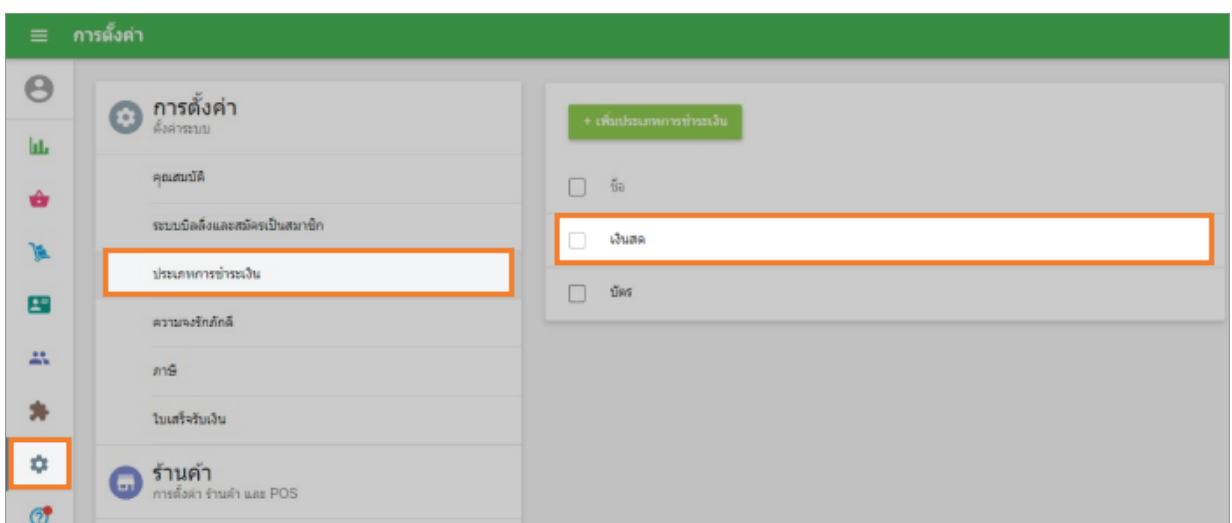 การตั้งค่า
การตั้งค่า
ตั้งค่าระบบ
คุณสมบัติ
ระบบบิลลิ่งและสมัครเป็นสมาชิก
ประเภทการชำระเงิน
ความจงรักภักดี
ภาษี
ใบเสร็จรับเงิน
ร้านค้า
การตั้งค่า ร้านค้า และ POS
+ เพิ่มประเภทการชำระเงิน
ชื่อ
เงินสด
บัตร